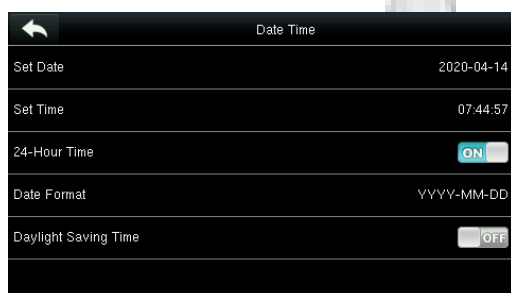 Date Time
Set Date 2020-04-14
Set Time 07:44:57
24-Hour Time ON
Date Format YYYY-MM-DD
Daylight Saving Time OFF